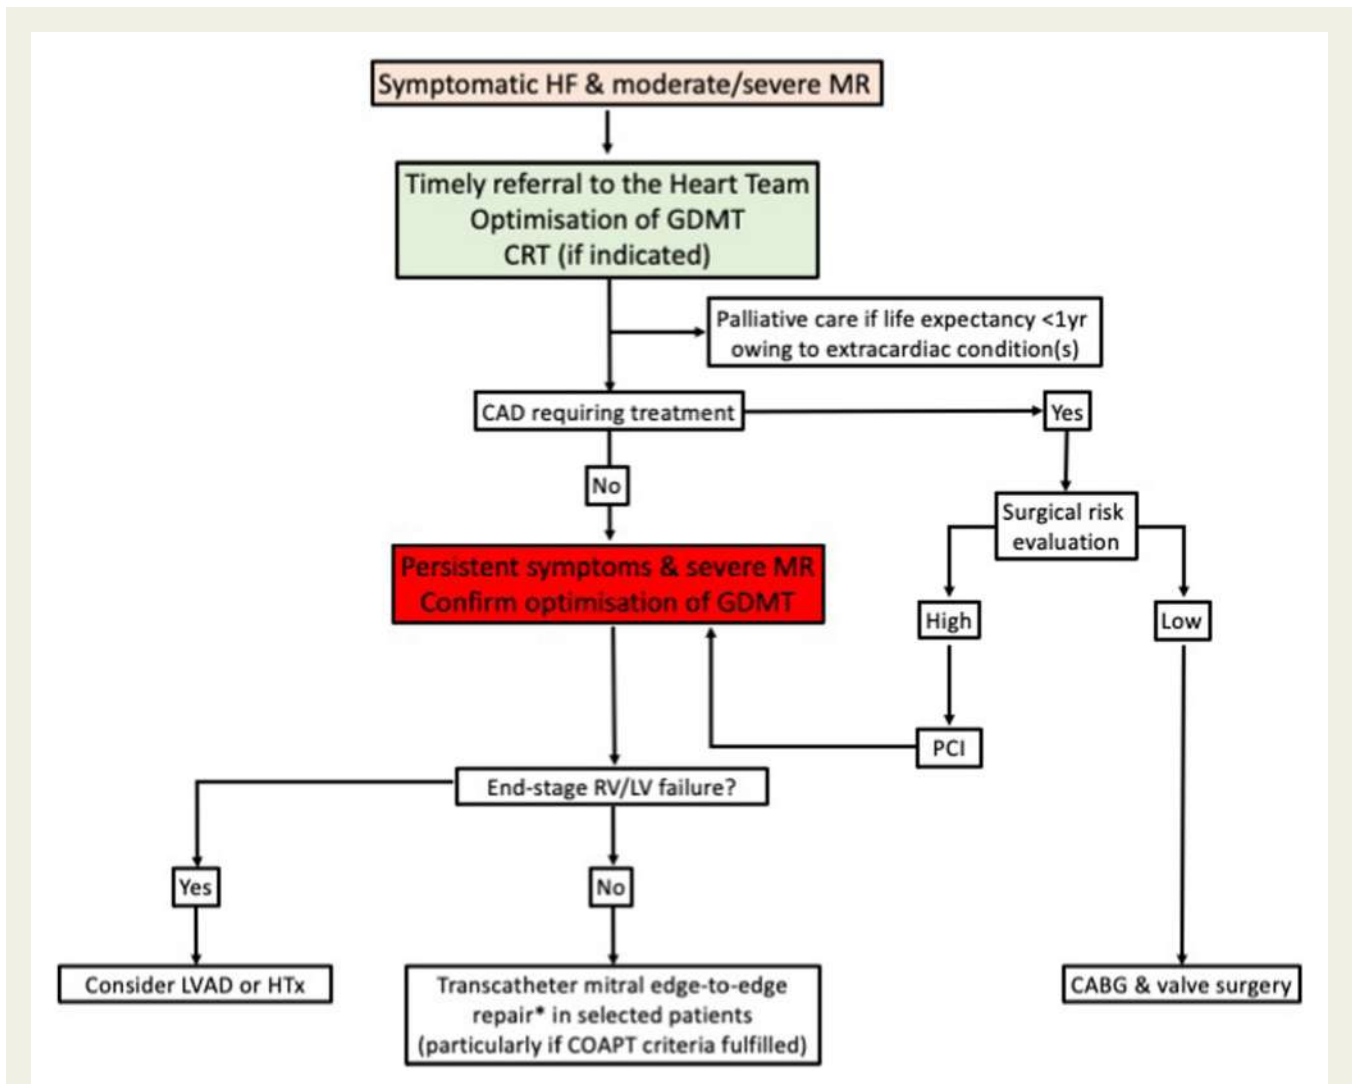 Symptomatic HF & moderate/severe MR
Timely referral to the Heart Team
Optimisation of GDMT
CRT (if indicated)
Palliative care if life expectancy <1yr
owing to extracardiac condition(s)
CAD requiring treatment
Yes
No
Surgical risk
evaluation
Persistent symptoms & severe MR
Confirm optimisation of GDMT
High
Low
PCI
End-stage RV/LV failure?
Yes
No
Consider LVAD or HTx
Transcatheter mitral edge-to-edge
repair* in selected patients
(particularly if COAPT criteria fulfilled)
CABG & valve surgery